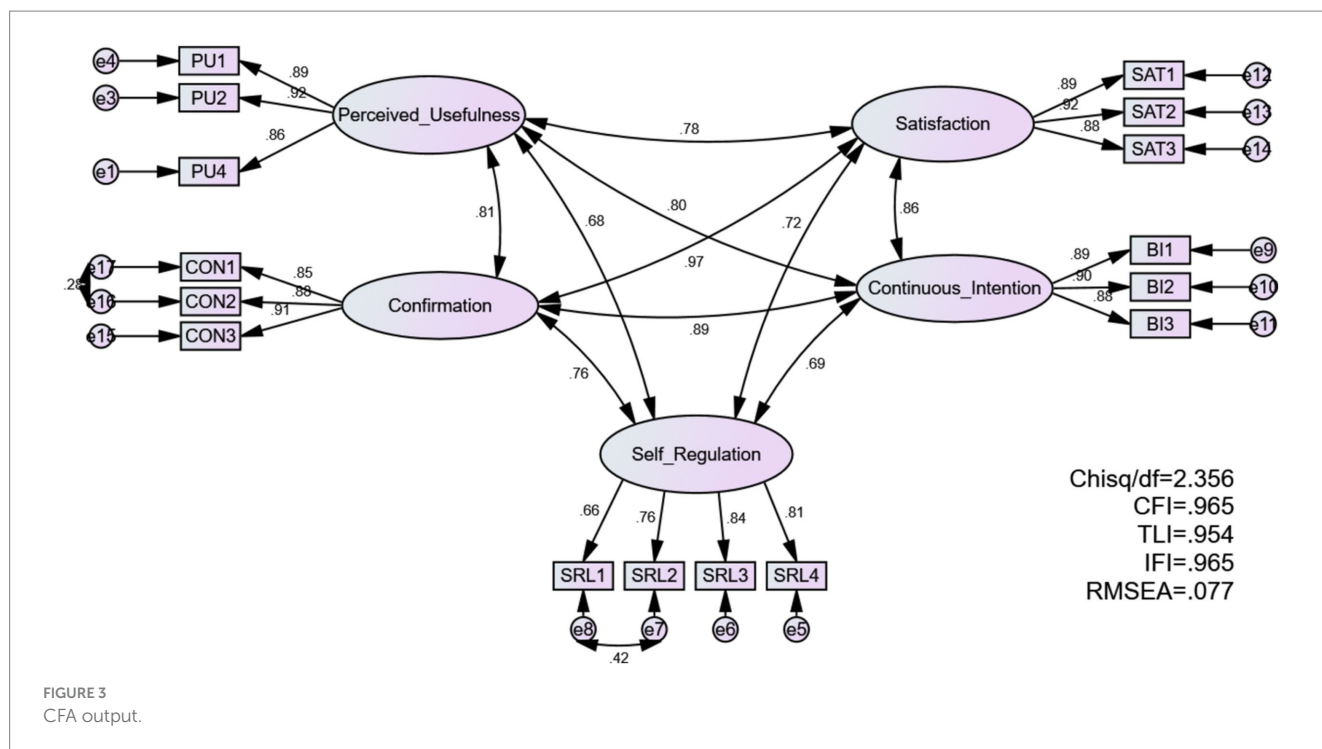 e4
PU1
.89
e3
PU2
.92
.86
e1
PU4
Perceived_Usefulness
.78
Satisfaction
.89
SAT1
e12
.92
SAT2
e13
.88
SAT3
e14
.81
.68
.80
.72
.86
.97
e17
CON1
.85
.28
e16
CON2
.88
e15
CON3
.91
Confirmation
.89
Continuous_Intention
.89
BI1
e9
.90
BI2
e10
.88
BI3
e11
.76
.69
Self_Regulation
.66
.76
.84
.81
SRL1
SRL2
SRL3
SRL4
e8
e7
e6
e5
.42
Chisq/df=2.356
CFI=.965
TLI=.954
IFI=.965
RMSEA=.077
FIGURE 3
CFA output.